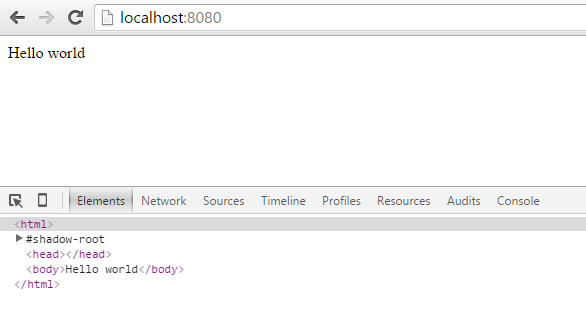 localhost:8080
Hello world
Elements Network Sources Timeline Profiles Resources Audits Console
<html>
#shadow-root
<head></head>
<body>Hello world</body>
</html>